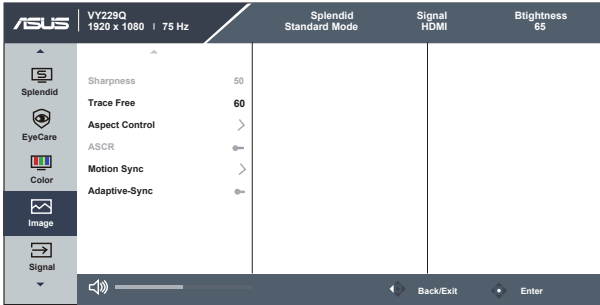 ASUS
VY229Q
1920 x 1080 | 75 Hz
Splendid
Standard Mode
Signal
HDMI
Btightness
65
Splendid
EyeCare
Color
Image
Signal
Sharpness 50
Trace Free 60
Aspect Control
ASCR
Motion Sync
Adaptive-Sync
Back/Exit
Enter